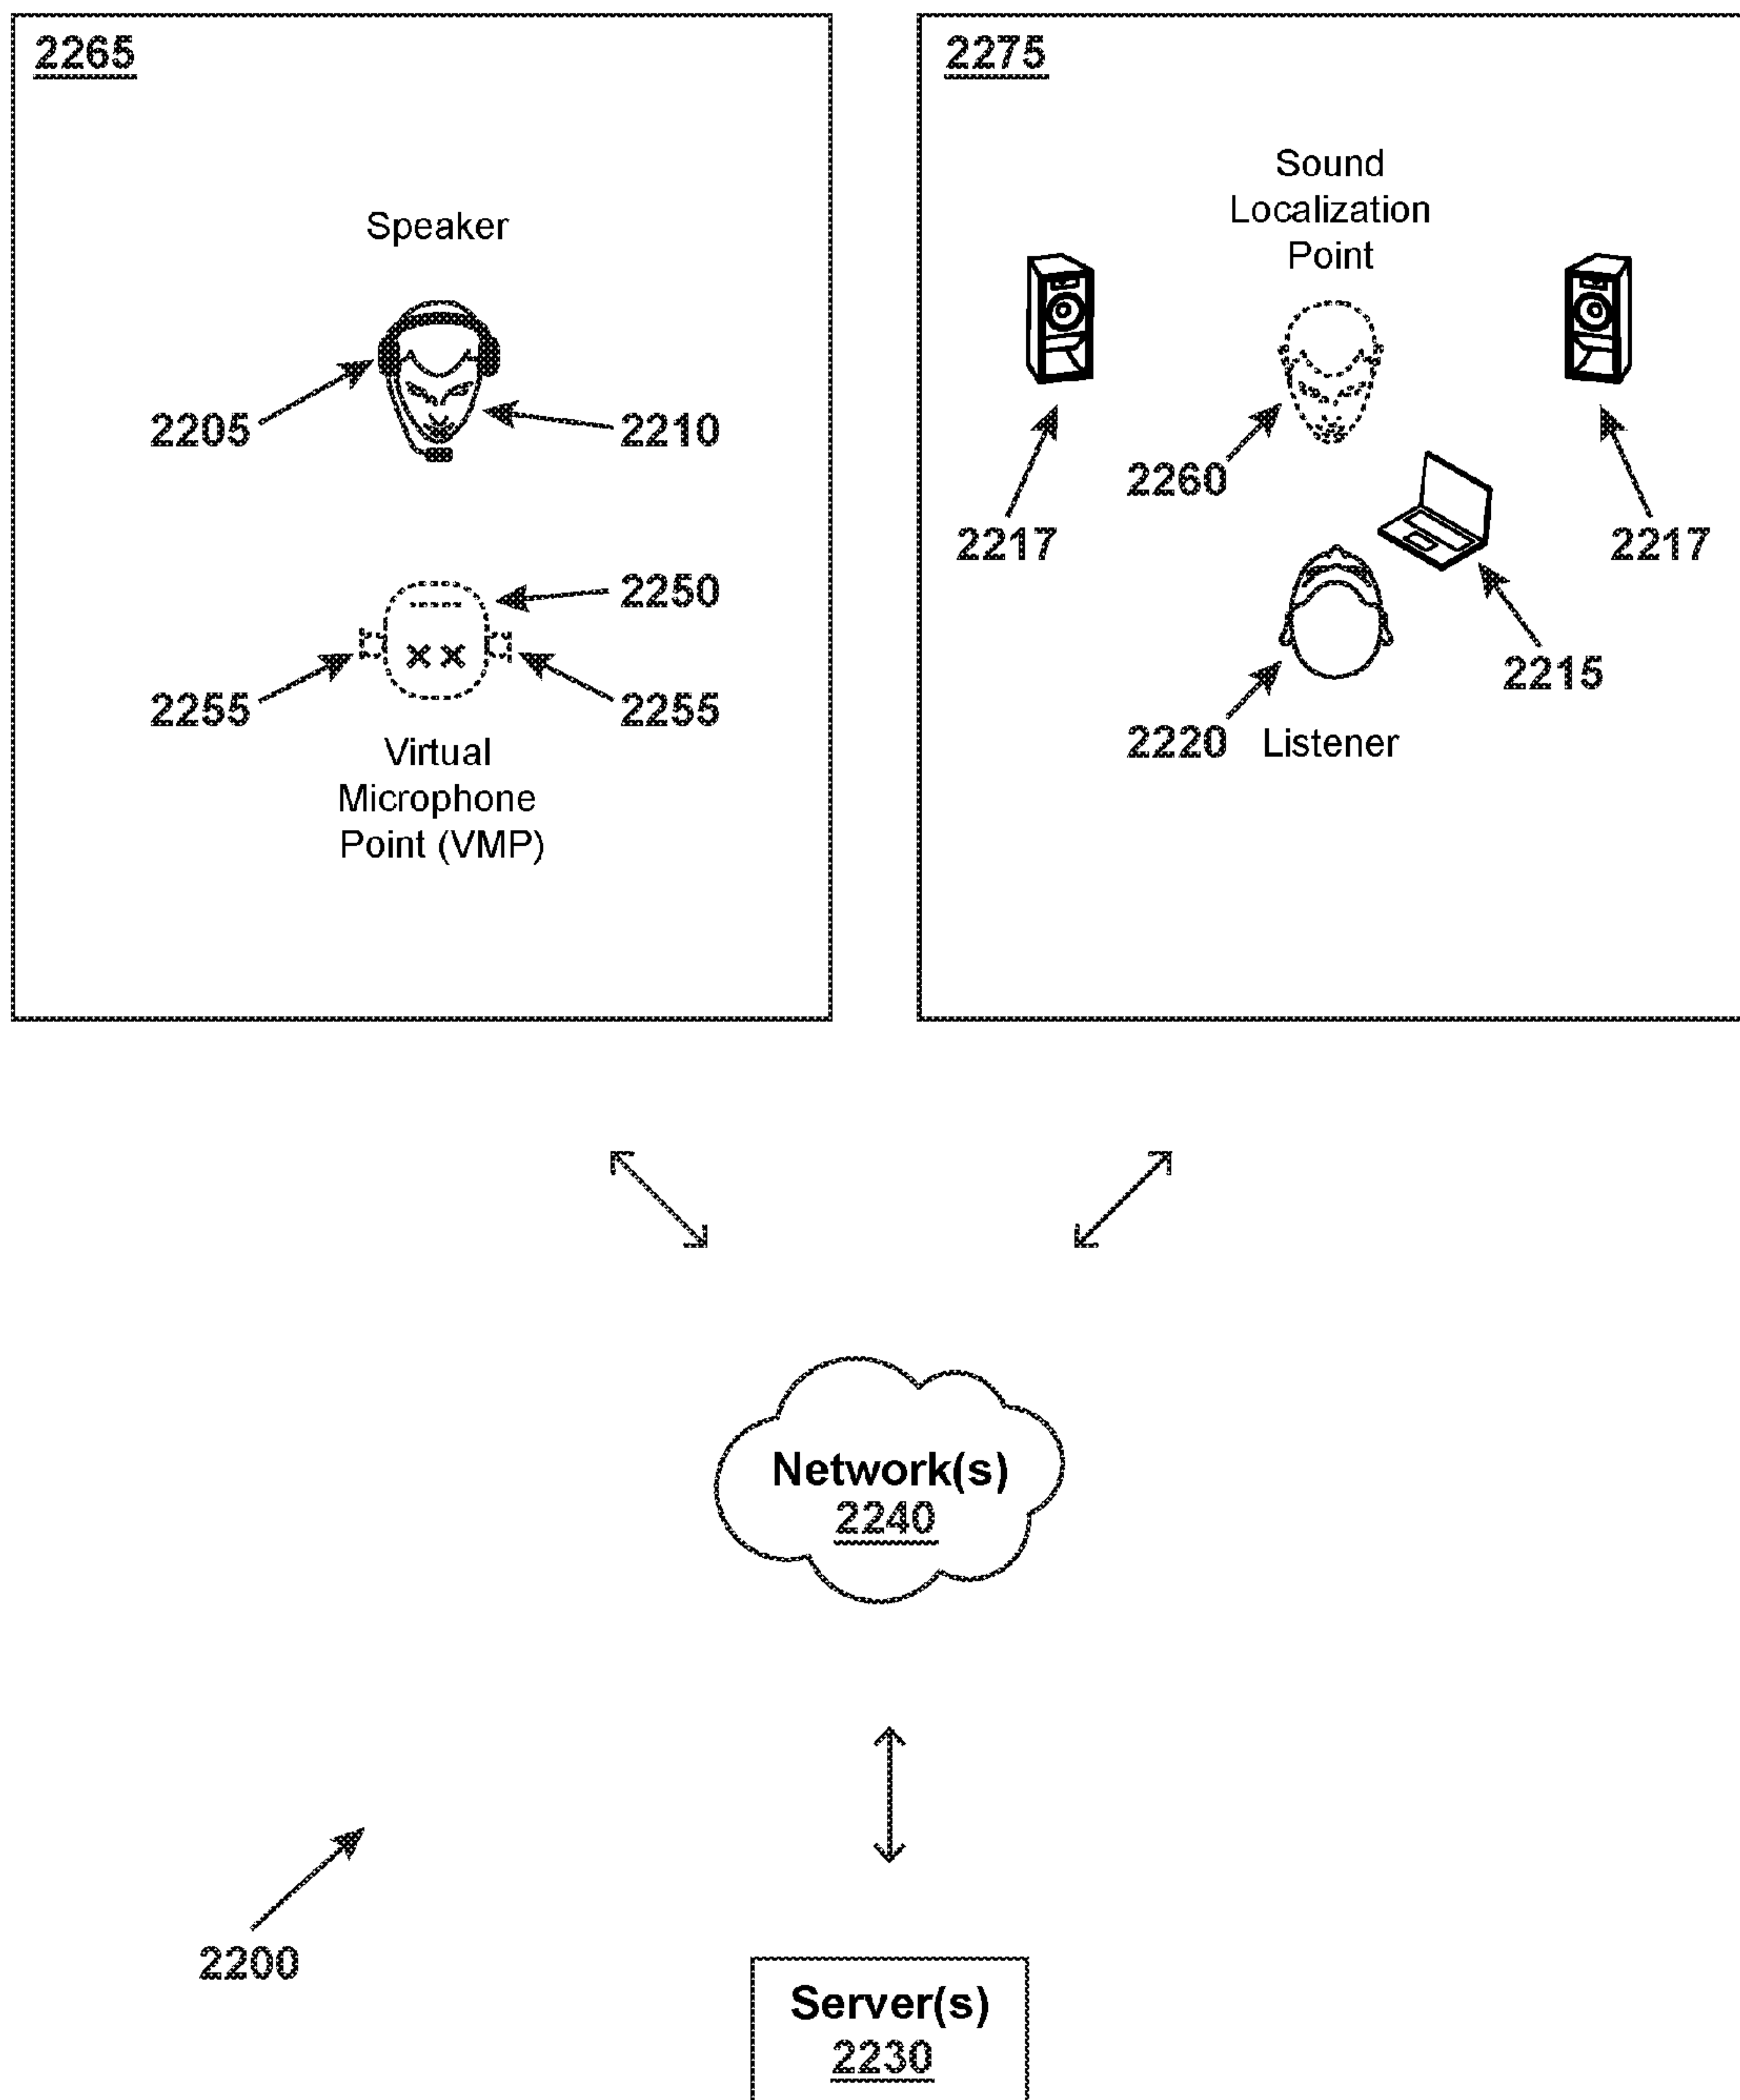 2265
Speaker
2205
2210
2250
2255
2255
Virtual
Microphone
Point (VMP)
2275
Sound
Localization
Point
2260
2217
2217
2215
2220
Listener
Network(s)
2240
2200
Server(s)
2230